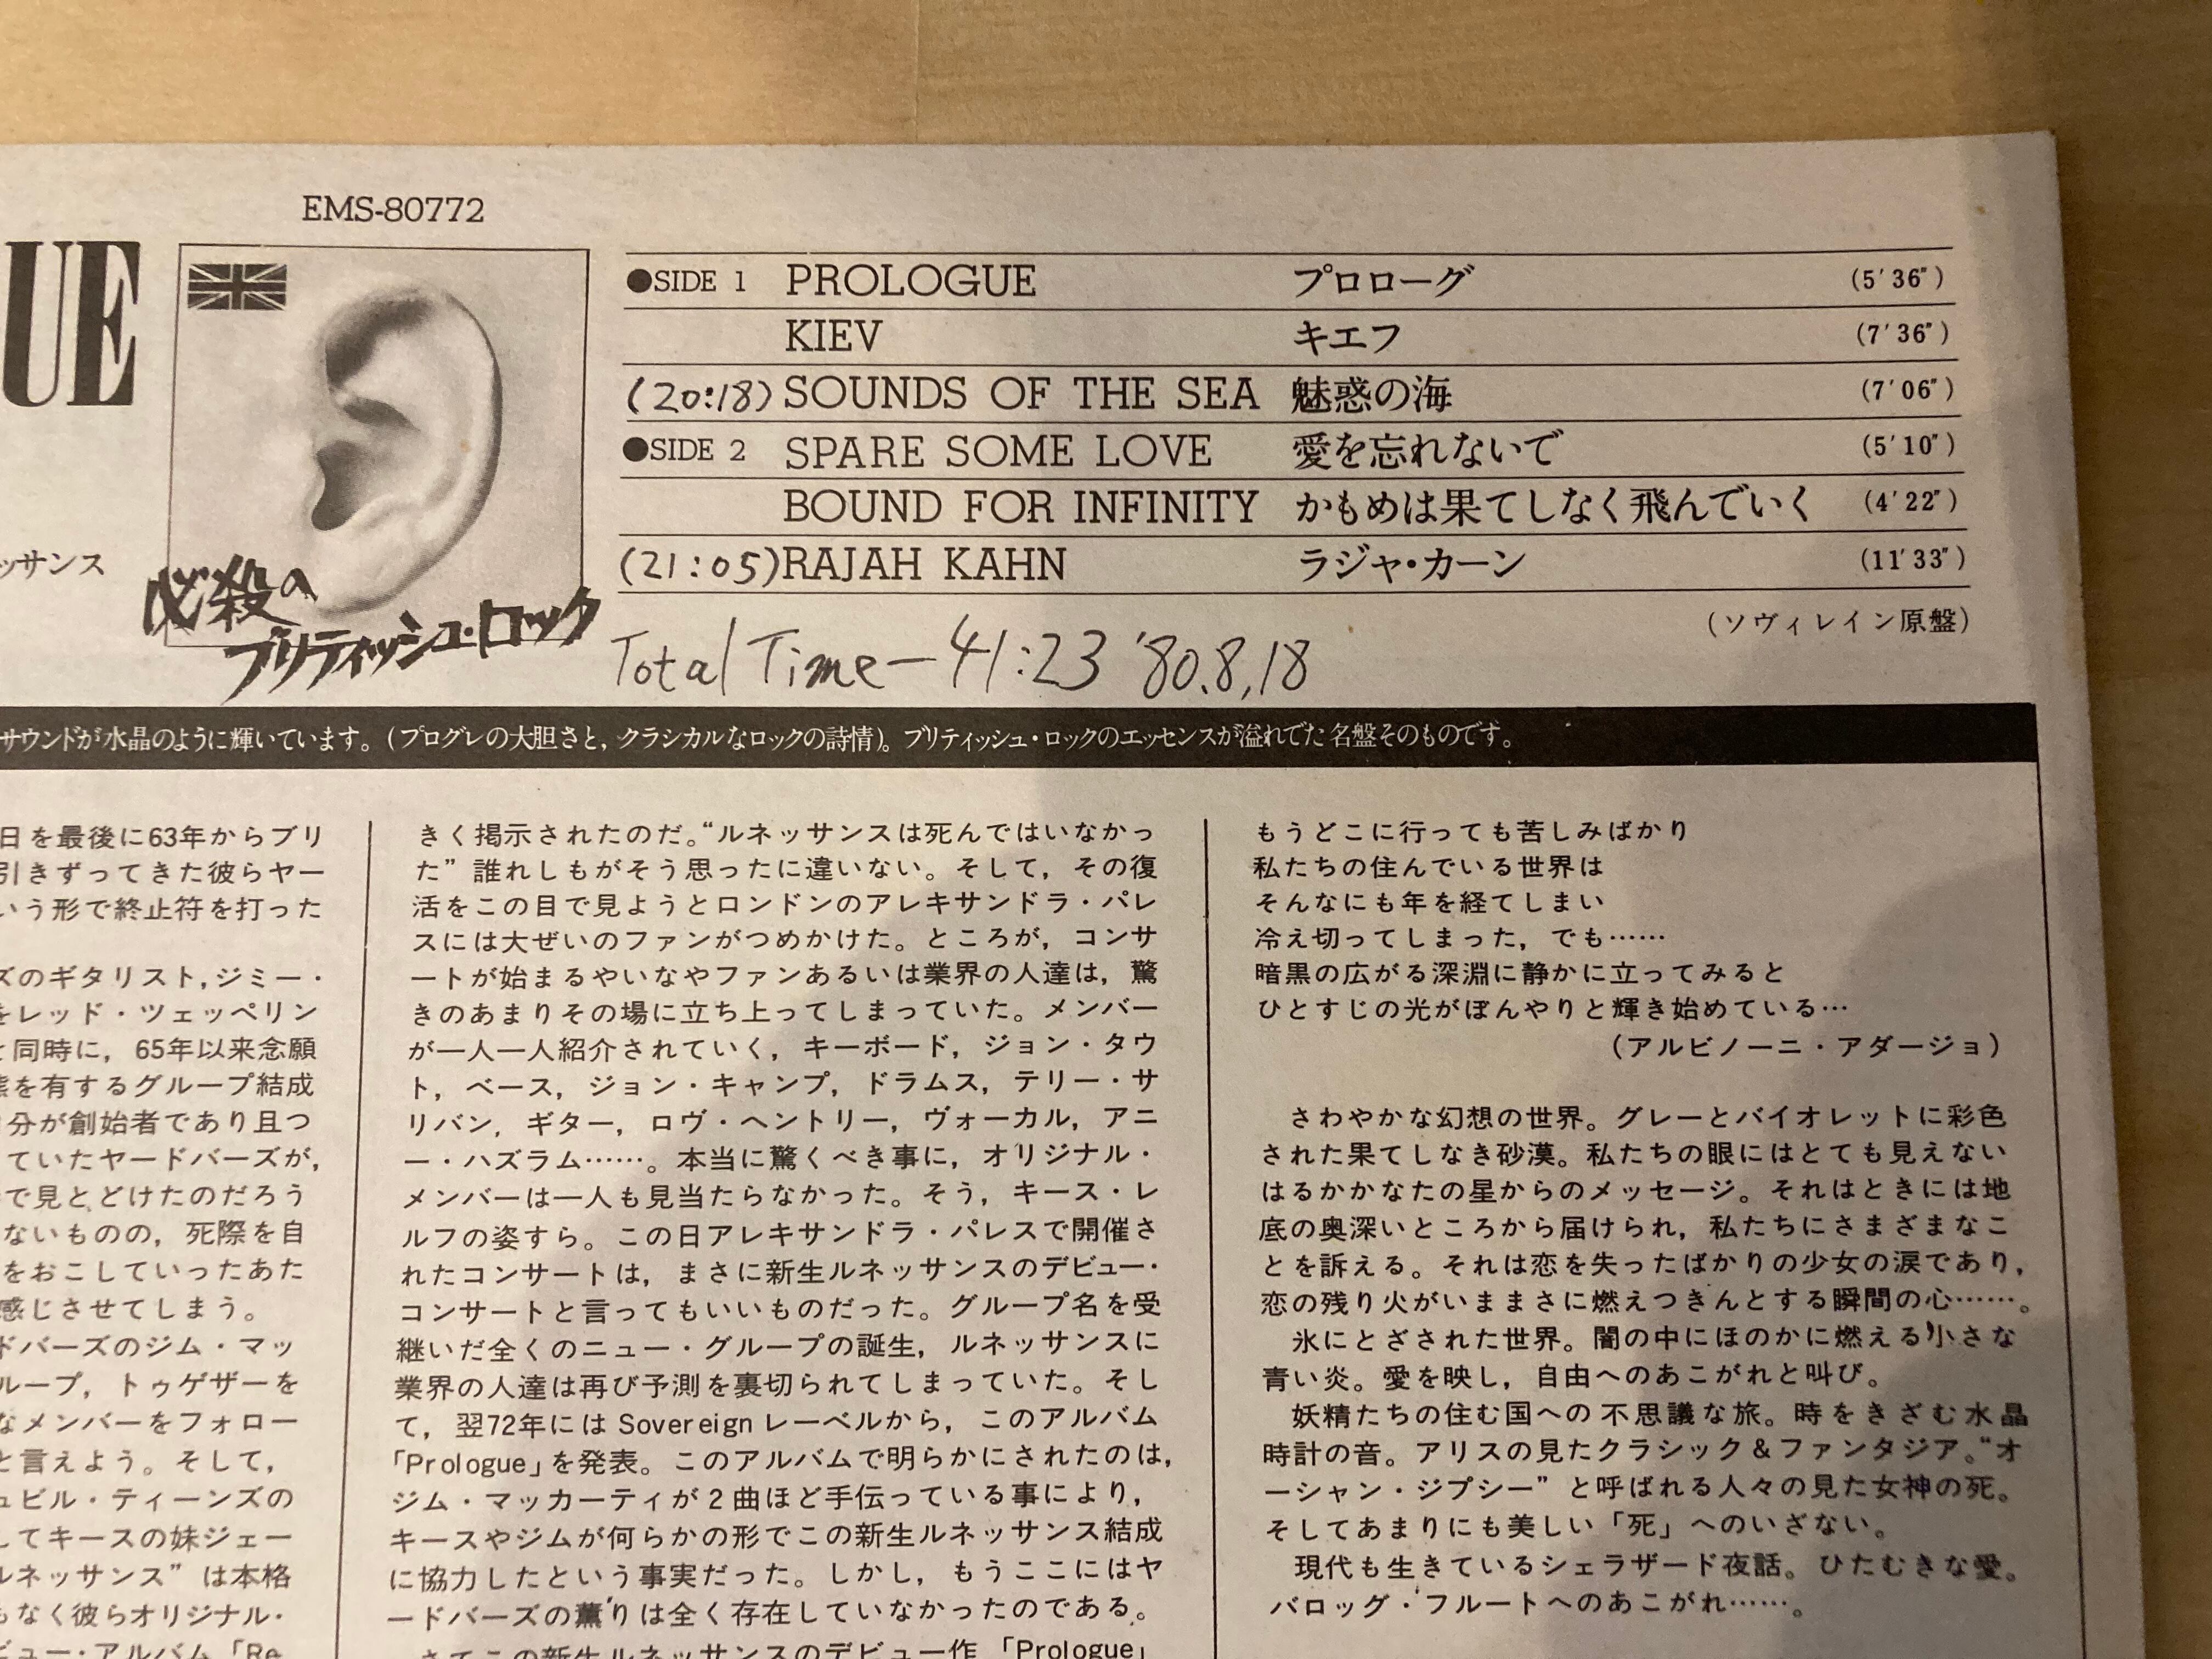 EMS-80772
UE
ッサンス
必殺の
ブリティッシュ・ロック
●SIDE 1 PROLOGUE プロローグ (5′36″)
KIEV キエフ (7′36″)
(20:18) SOUNDS OF THE SEA 魅惑の海 (7′06″)
●SIDE 2 SPARE SOME LOVE 愛を忘れないで (5′10″)
BOUND FOR INFINITY かもめは果てしなく飛んでいく (4′22″)
(21:05) RAJAH KAHN ラジャ・カーン (11′33″)
(ソヴィレイン原盤)
Total Time — 41:23 '80.8.18
サウンドが水晶のように輝いています。(プログレの大胆さと, クラシカルなロックの詩情)。ブリティッシュ・ロックのエッセンスが溢れでた名盤そのものです。
日を最後に63年からブリ
引きずってきた彼らヤー
いう形で終止符を打った
ズのギタリスト, ジミー・
をレッド・ツェッペリン
と同時に, 65年以来念願
態を有するグループ結成
分が創始者であり且つ
ていたヤードバーズが,
で見とどけたのだろう
ないものの, 死際を自
をおこしていったあた
感じさせてしまう。
ドバーズのジム・マッ
ループ, トゥゲザーを
なメンバーをフォロー
と言えよう。そして,
ュビル・ティーンズの
してキースの妹ジェー
ルネッサンス” は本格
もなく彼らオリジナル・
ビュー・アルバム「Re
きく掲示されたのだ。“ルネッサンスは死んではいなかっ
た” 誰れしもがそう思ったに違いない。そして, その復
活をこの目で見ようとロンドンのアレキサンドラ・パレ
スには大ぜいのファンがつめかけた。ところが, コンサ
ートが始まるやいなやファンあるいは業界の人達は, 驚
きのあまりその場に立ち上ってしまっていた。メンバー
が一人一人紹介されていく, キーボード, ジョン・タウ
ト, ベース, ジョン・キャンプ, ドラムス, テリー・サ
リバン, ギター, ロヴ・ヘントリー, ヴォーカル, アニ
ー・ハズラム……。本当に驚くべき事に, オリジナル・
メンバーは一人も見当たらなかった。そう, キース・レ
ルフの姿すら。この日アレキサンドラ・パレスで開催さ
れたコンサートは, まさに新生ルネッサンスのデビュー・
コンサートと言ってもいいものだった。グループ名を受
継いだ全くのニュー・グループの誕生, ルネッサンスに
業界の人達は再び予測を裏切られてしまっていた。そし
て, 翌72年には Sovereign レーベルから, このアルバム
「Prologue」を発表。このアルバムで明らかにされたのは,
ジム・マッカーティが2曲ほど手伝っている事により,
キースやジムが何らかの形でこの新生ルネッサンス結成
に協力したという事実だった。しかし, もうここにはヤ
ードバーズの薫りは全く存在していなかったのである。
さてこの新生ルネッサンスのデビュー作「Prologue」
もうどこに行っても苦しみばかり
私たちの住んでいる世界は
そんなにも年を経てしまい
冷え切ってしまった, でも……
暗黒の広がる深淵に静かに立ってみると
ひとすじの光がぼんやりと輝き始めている…
(アルビノーニ・アダージョ)
さわやかな幻想の世界。グレーとバイオレットに彩色
された果てしなき砂漠。私たちの眼にはとても見えない
はるかかなたの星からのメッセージ。それはときには地
底の奥深いところから届けられ, 私たちにさまざまなこ
とを訴える。それは恋を失ったばかりの少女の涙であり,
恋の残り火がいままさに燃えつきんとする瞬間の心……。
氷にとざされた世界。闇の中にほのかに燃える小さな
青い炎。愛を映し, 自由へのあこがれと叫び。
妖精たちの住む国への不思議な旅。時をきざむ水晶
時計の音。アリスの見たクラシック&ファンタジア。“オ
ーシャン・ジプシー” と呼ばれる人々の見た女神の死。
そしてあまりにも美しい「死」へのいざない。
現代も生きているシェラザード夜話。ひたむきな愛。
バロッグ・フルートへのあこがれ……。